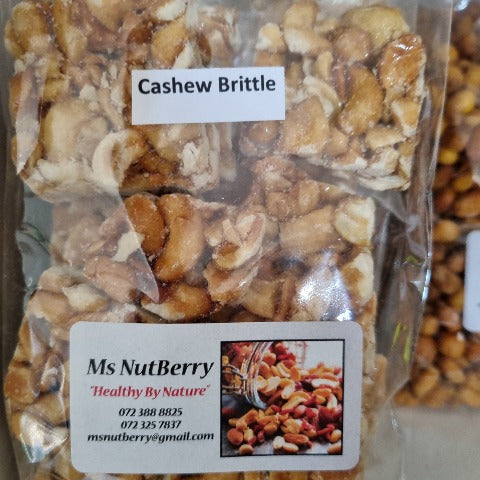 Cashew Brittle
Ms NutBerry
"Healthy By Nature"
072 388 8825
072 325 7837
msnutberry@gmail.com